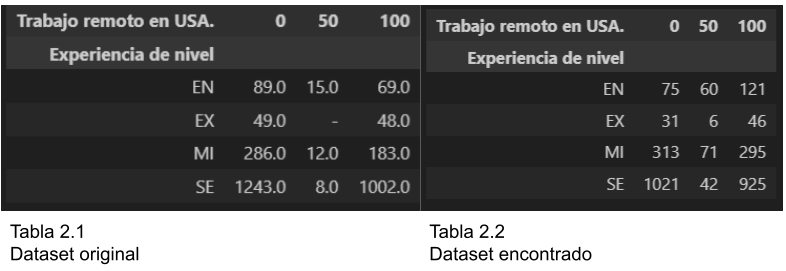 Trabajo remoto en USA. 0 50 100
Experiencia de nivel
EN 89.0 15.0 69.0
EX 49.0 - 48.0
MI 286.0 12.0 183.0
SE 1243.0 8.0 1002.0
Tabla 2.1
Dataset original
Trabajo remoto en USA. 0 50 100
Experiencia de nivel
EN 75 60 121
EX 31 6 46
MI 313 71 295
SE 1021 42 925
Tabla 2.2
Dataset encontrado